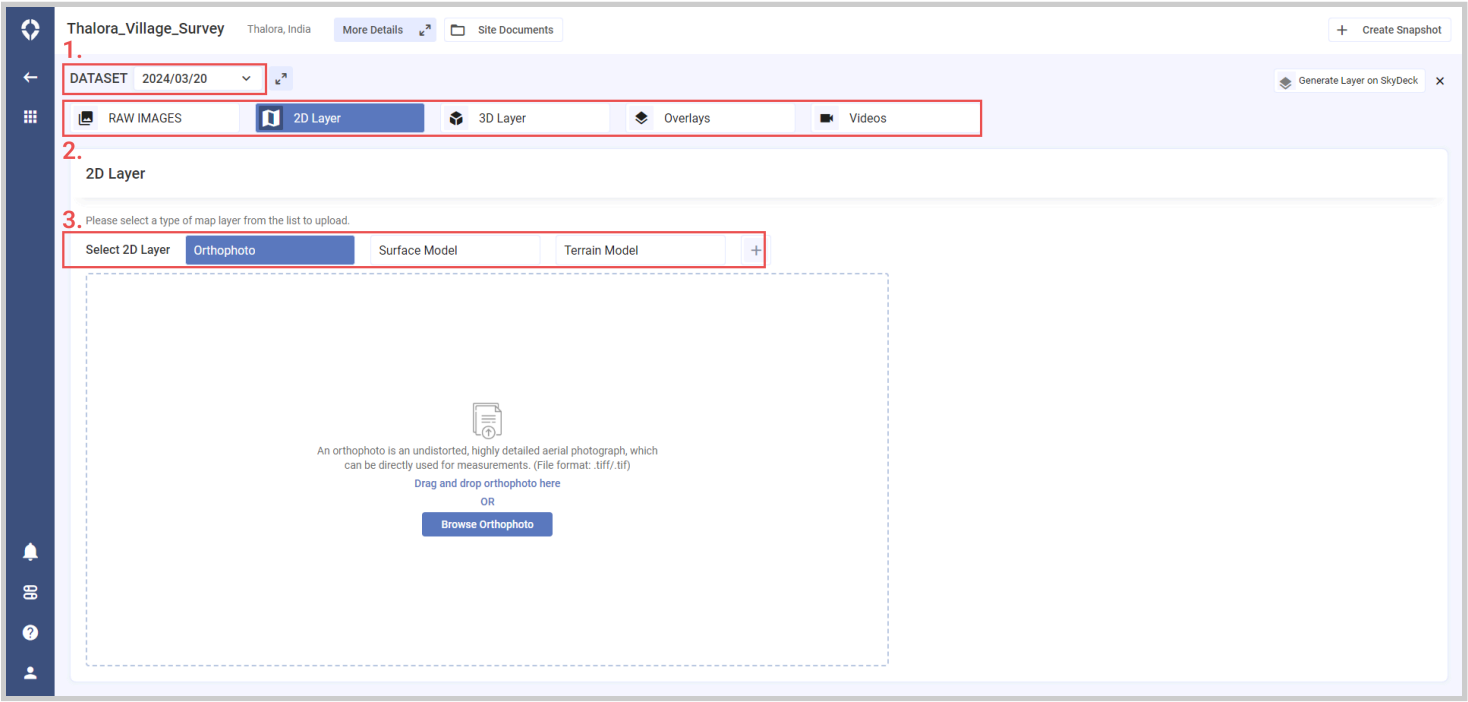 Thalora_Village_Survey Thalora, India More Details Site Documents Create Snapshot
1.
DATASET 2024/03/20 Generate Layer on SkyDeck
RAW IMAGES 2D Layer 3D Layer Overlays Videos
2.
2D Layer
3. Please select a type of map layer from the list to upload.
Select 2D Layer Orthophoto Surface Model Terrain Model +
An orthophoto is an undistorted, highly detailed aerial photograph, which
can be directly used for measurements. (File format: .tiff/.tif)
Drag and drop orthophoto here
OR
Browse Orthophoto